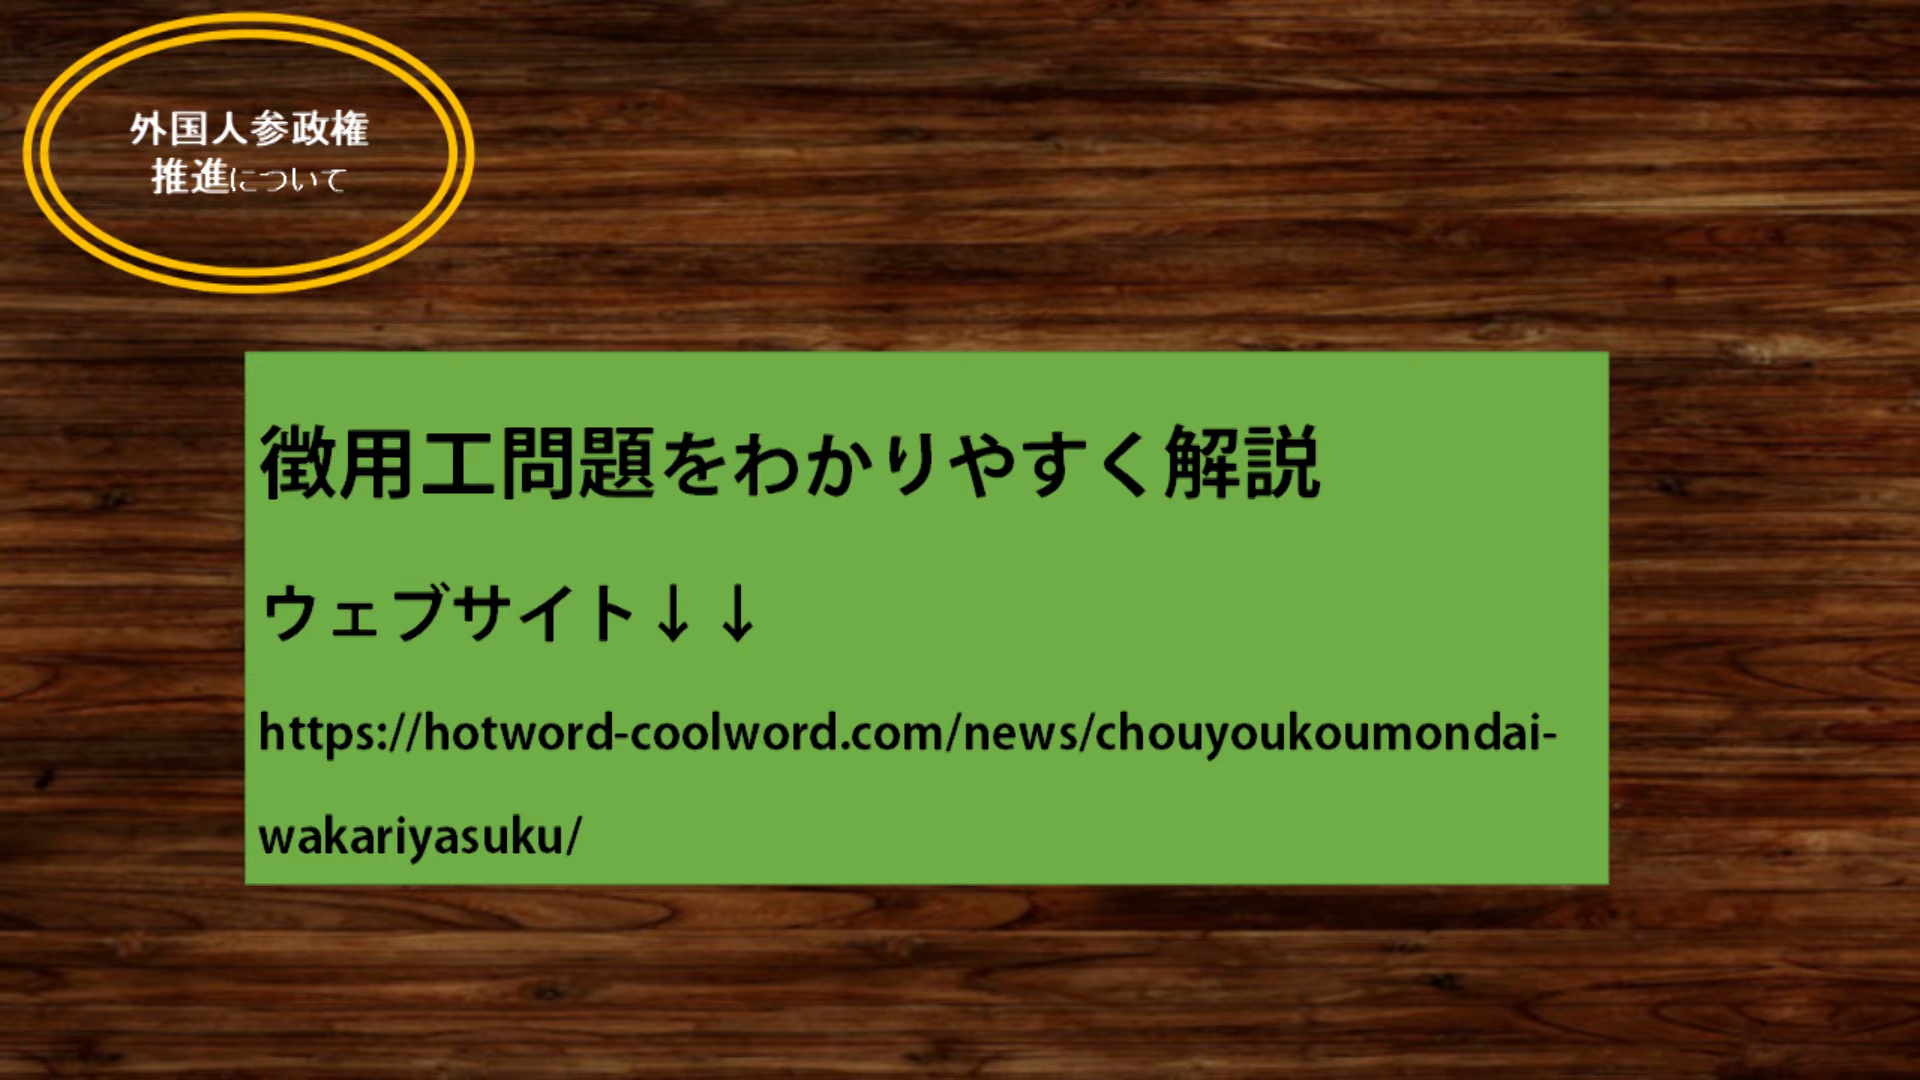 外国人参政権
推進について
徴用工問題をわかりやすく解説
ウェブサイト↓↓
https://hotword-coolword.com/news/chouyoukoumondai-
wakariyasuku/